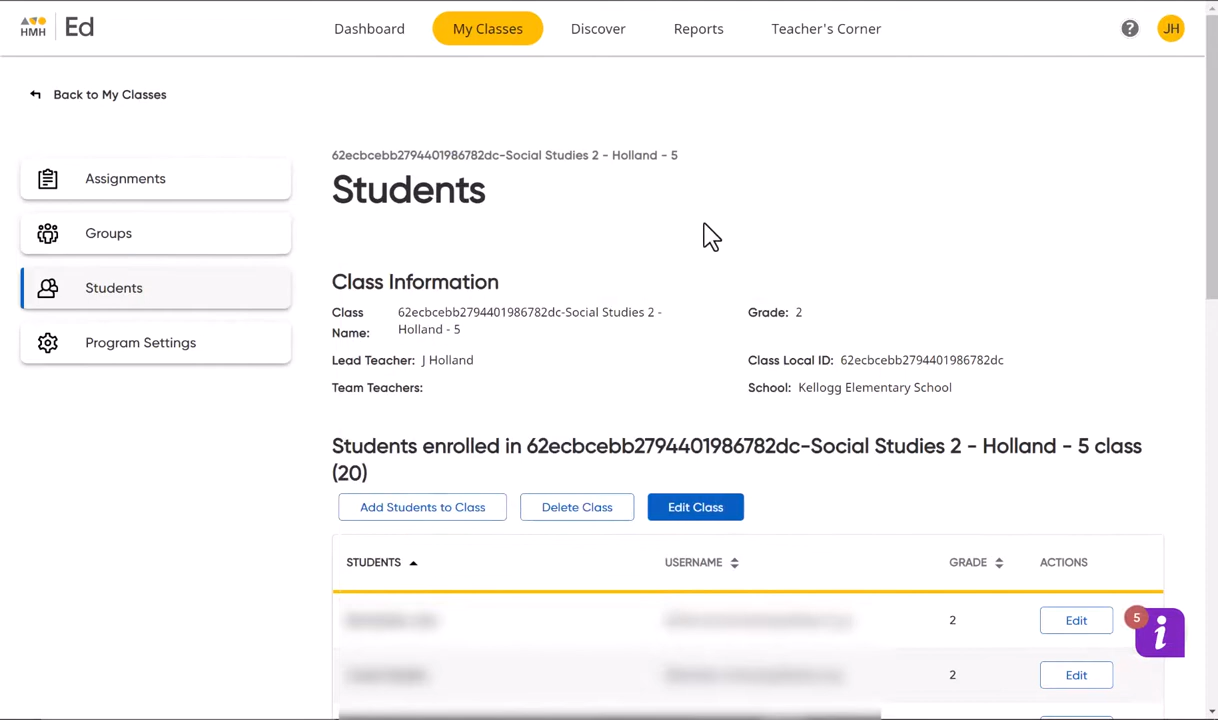 HMH Ed Dashboard My Classes Discover Reports Teacher's Corner ? JH
Back to My Classes
Assignments
Groups
Students
Program Settings
62ecbcebb2794401986782dc-Social Studies 2 - Holland - 5
Students
Class Information
Class Name: 62ecbcebb2794401986782dc-Social Studies 2 -
Holland - 5
Grade: 2
Lead Teacher: J Holland
Class Local ID: 62ecbcebb2794401986782dc
Team Teachers:
School: Kellogg Elementary School
Students enrolled in 62ecbcebb2794401986782dc-Social Studies 2 - Holland - 5 class
(20)
Add Students to Class Delete Class Edit Class
STUDENTS USERNAME GRADE ACTIONS
2 Edit
5 i
2 Edit